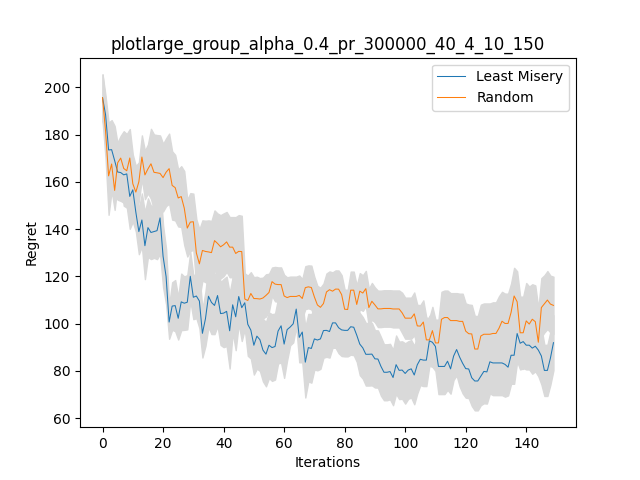 plotlarge_group_alpha_0.4_pr_300000_40_4_10_150
Least Misery
Random
200
180
160
140
120
100
80
60
Regret
0 20 40 60 80 100 120 140
Iterations